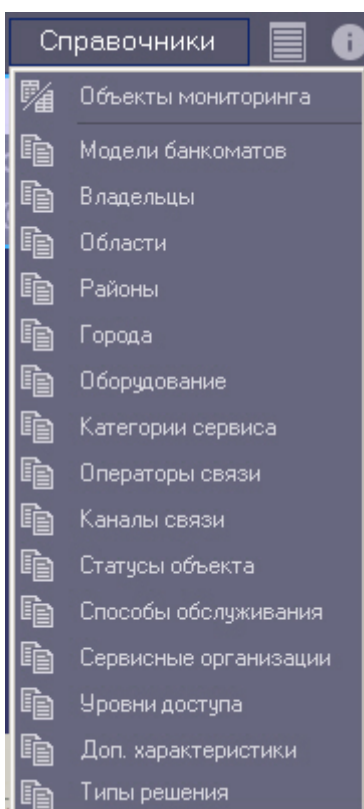 Справочники
Объекты мониторинга
Модели банкоматов
Владельцы
Области
Районы
Города
Оборудование
Категории сервиса
Операторы связи
Каналы связи
Статусы объекта
Способы обслуживания
Сервисные организации
Уровни доступа
Доп. характеристики
Типы решения